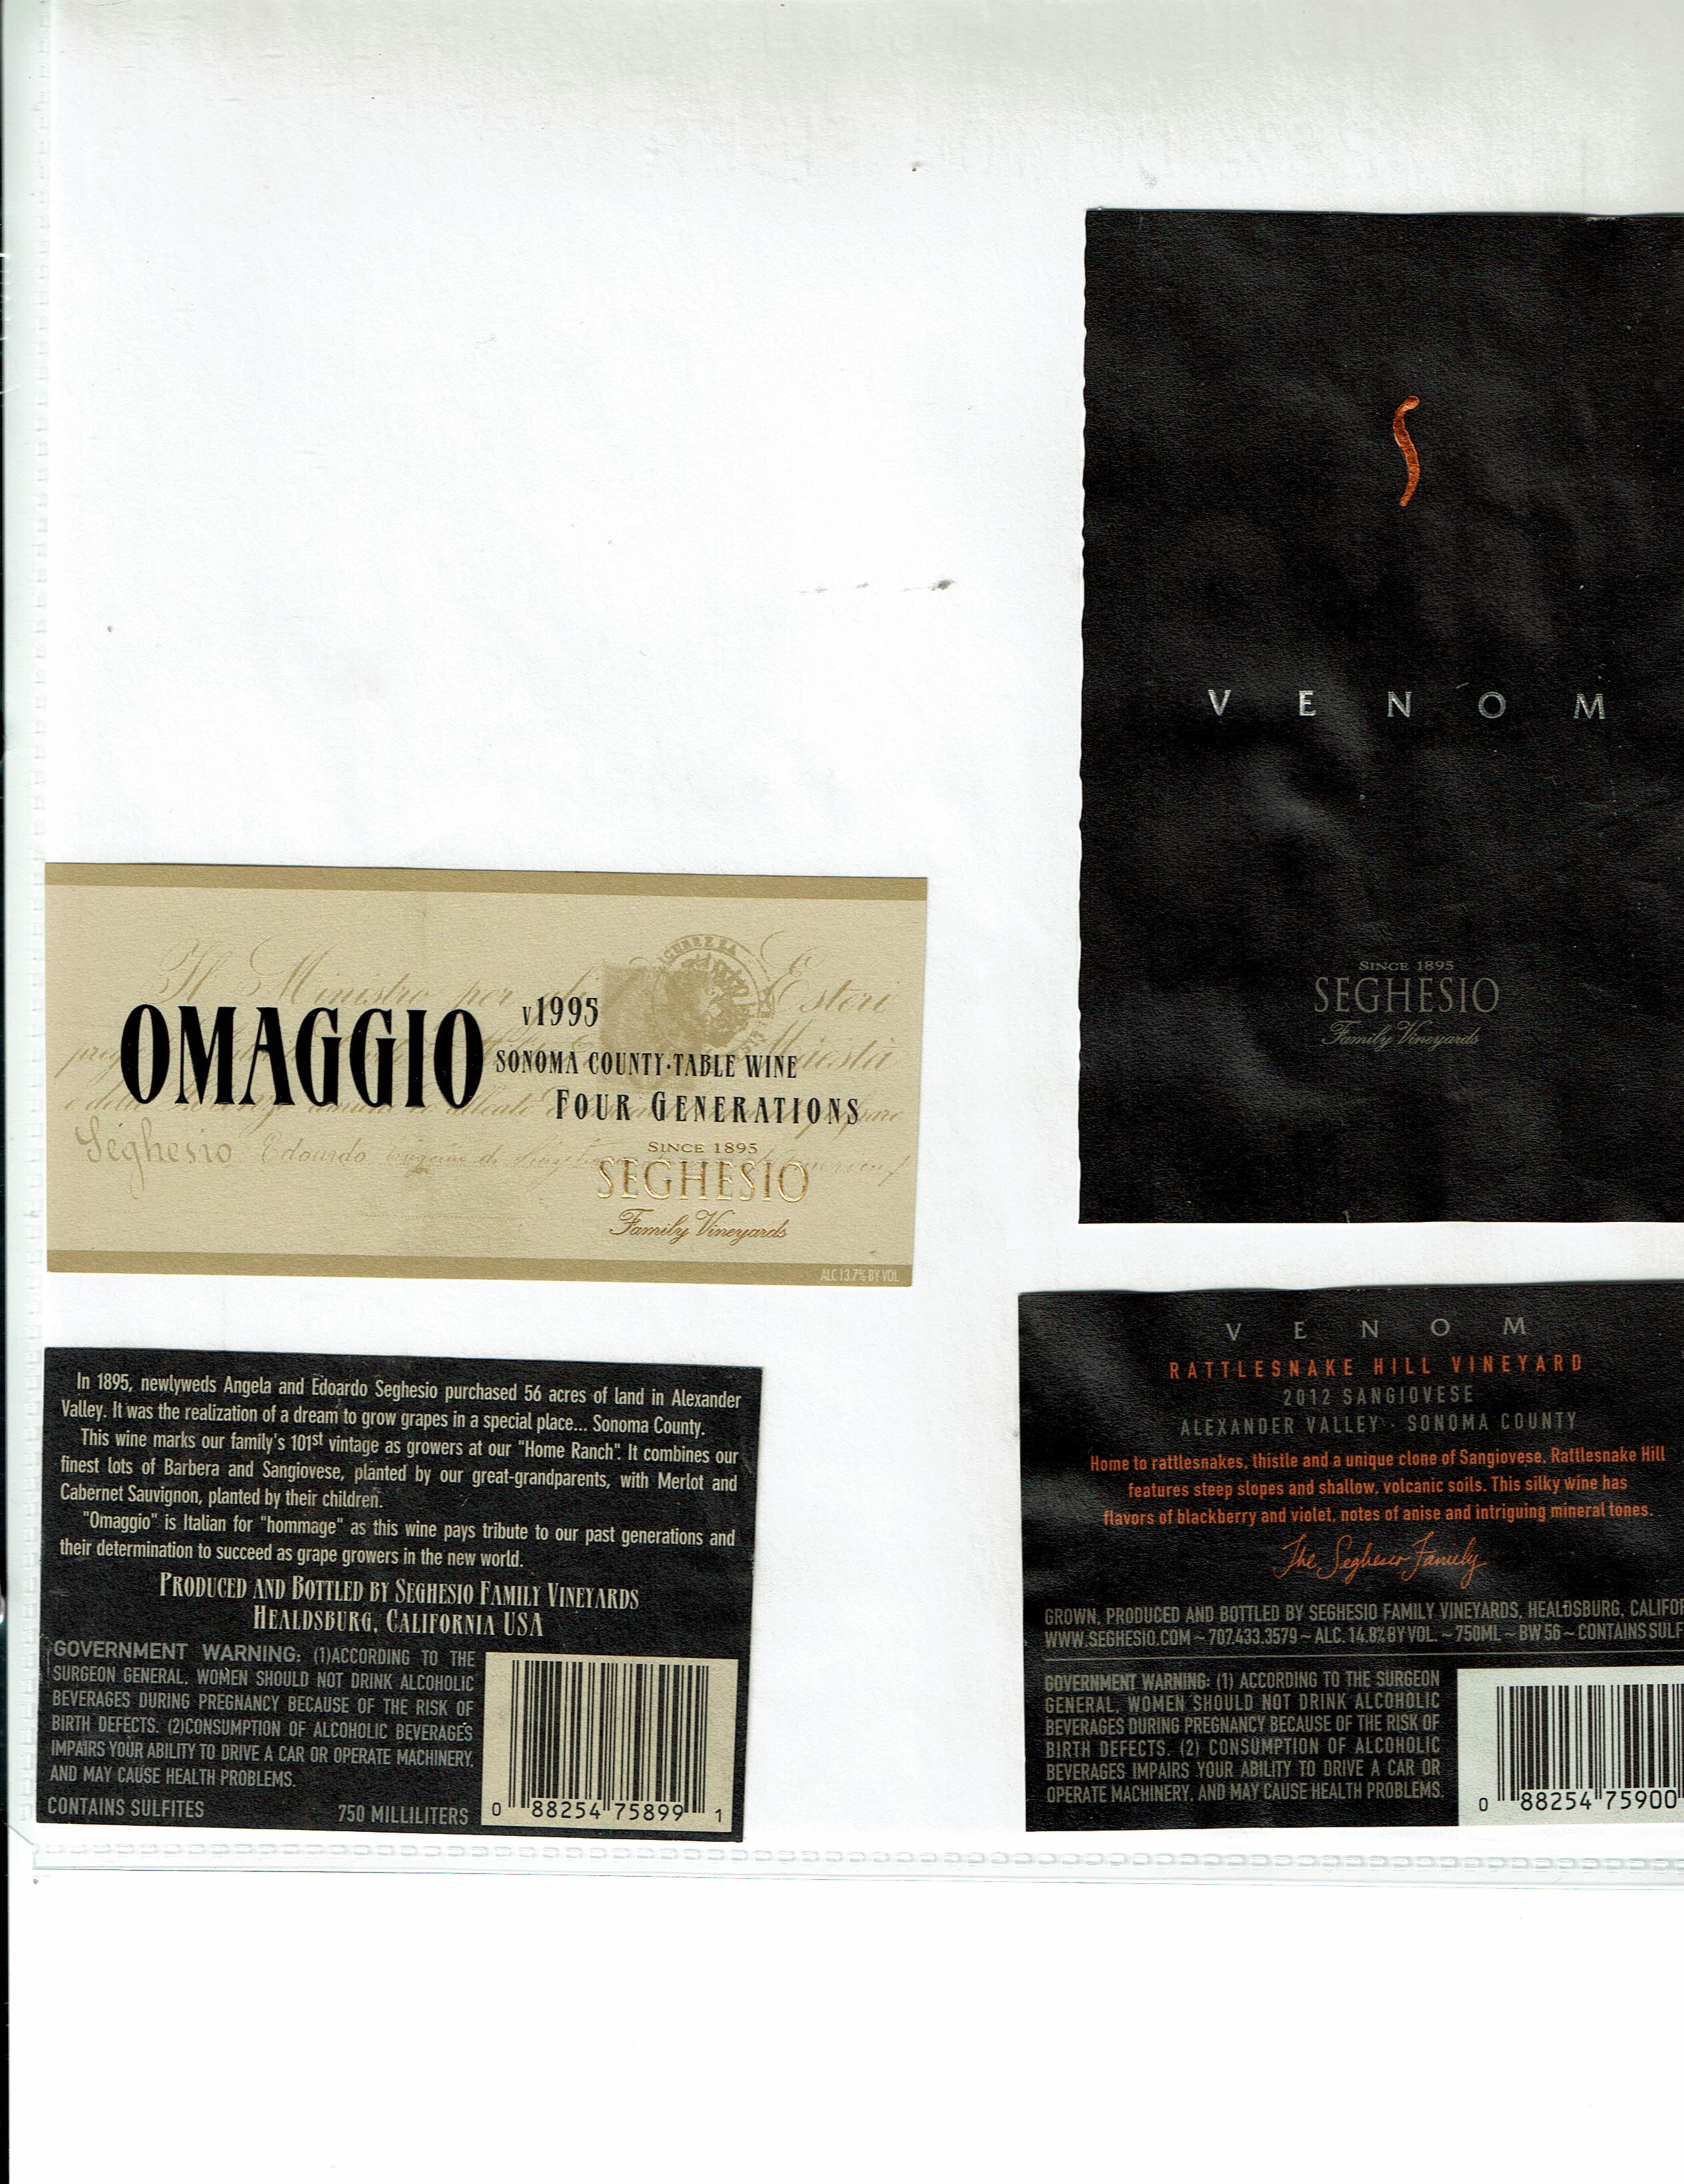 Il Ministro per gli Esteri
OMAGGIO
v1995
SONOMA COUNTY·TABLE WINE
FOUR GENERATIONS
Seghesio Edoardo
SINCE 1895
SEGHESIO
Family Vineyards
ALC 13.7% BY VOL
In 1895, newlyweds Angela and Edoardo Seghesio purchased 56 acres of land in Alexander
Valley. It was the realization of a dream to grow grapes in a special place... Sonoma County.
This wine marks our family's 101st vintage as growers at our "Home Ranch". It combines our
finest lots of Barbera and Sangiovese, planted by our great-grandparents, with Merlot and
Cabernet Sauvignon, planted by their children.
"Omaggio" is Italian for "hommage" as this wine pays tribute to our past generations and
their determination to succeed as grape growers in the new world.
PRODUCED AND BOTTLED BY SEGHESIO FAMILY VINEYARDS
HEALDSBURG, CALIFORNIA USA
GOVERNMENT WARNING: (1)ACCORDING TO THE
SURGEON GENERAL, WOMEN SHOULD NOT DRINK ALCOHOLIC
BEVERAGES DURING PREGNANCY BECAUSE OF THE RISK OF
BIRTH DEFECTS. (2)CONSUMPTION OF ALCOHOLIC BEVERAGES
IMPAIRS YOUR ABILITY TO DRIVE A CAR OR OPERATE MACHINERY,
AND MAY CAUSE HEALTH PROBLEMS.
CONTAINS SULFITES 750 MILLILITERS
0 88254 75899 1
VENOM
SINCE 1895
SEGHESIO
Family Vineyards
VENOM
RATTLESNAKE HILL VINEYARD
2012 SANGIOVESE
ALEXANDER VALLEY · SONOMA COUNTY
Home to rattlesnakes, thistle and a unique clone of Sangiovese, Rattlesnake Hill
features steep slopes and shallow, volcanic soils. This silky wine has
flavors of blackberry and violet, notes of anise and intriguing mineral tones.
The Seghesio Family
GROWN, PRODUCED AND BOTTLED BY SEGHESIO FAMILY VINEYARDS, HEALDSBURG, CALIFOR
WWW.SEGHESIO.COM ~ 707.433.3579 ~ ALC. 14.8% BY VOL. ~ 750ML ~ BW 56 ~ CONTAINS SULF
GOVERNMENT WARNING: (1) ACCORDING TO THE SURGEON
GENERAL, WOMEN SHOULD NOT DRINK ALCOHOLIC
BEVERAGES DURING PREGNANCY BECAUSE OF THE RISK OF
BIRTH DEFECTS. (2) CONSUMPTION OF ALCOHOLIC
BEVERAGES IMPAIRS YOUR ABILITY TO DRIVE A CAR OR
OPERATE MACHINERY, AND MAY CAUSE HEALTH PROBLEMS.
0 88254 75900